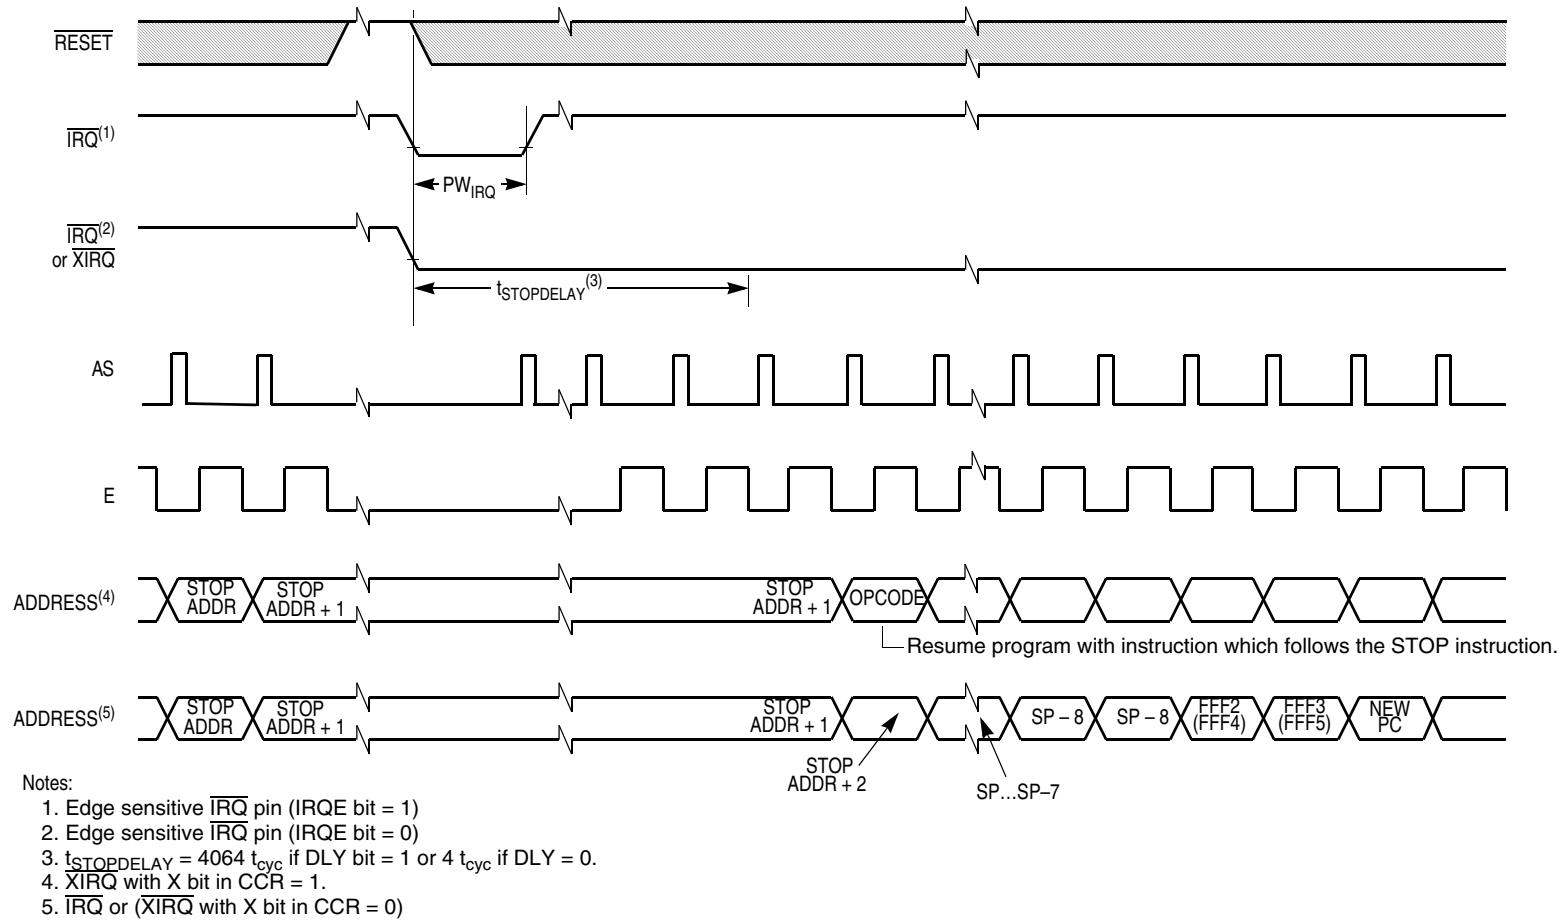 RESET
IRQ(1)
PWIRQ
IRQ(2)
or XIRQ
tSTOPDELAY(3)
AS
E
ADDRESS(4)
STOP
ADDR
STOP
ADDR + 1
STOP
ADDR + 1
OPCODE
Resume program with instruction which follows the STOP instruction.
ADDRESS(5)
STOP
ADDR
STOP
ADDR + 1
STOP
ADDR + 1
SP – 8
SP – 8
FFF2
(FFF4)
FFF3
(FFF5)
NEW
PC
STOP
ADDR + 2
SP…SP–7
Notes:
1. Edge sensitive IRQ pin (IRQE bit = 1)
2. Edge sensitive IRQ pin (IRQE bit = 0)
3. tSTOPDELAY = 4064 tcyc if DLY bit = 1 or 4 tcyc if DLY = 0.
4. XIRQ with X bit in CCR = 1.
5. IRQ or (XIRQ with X bit in CCR = 0)